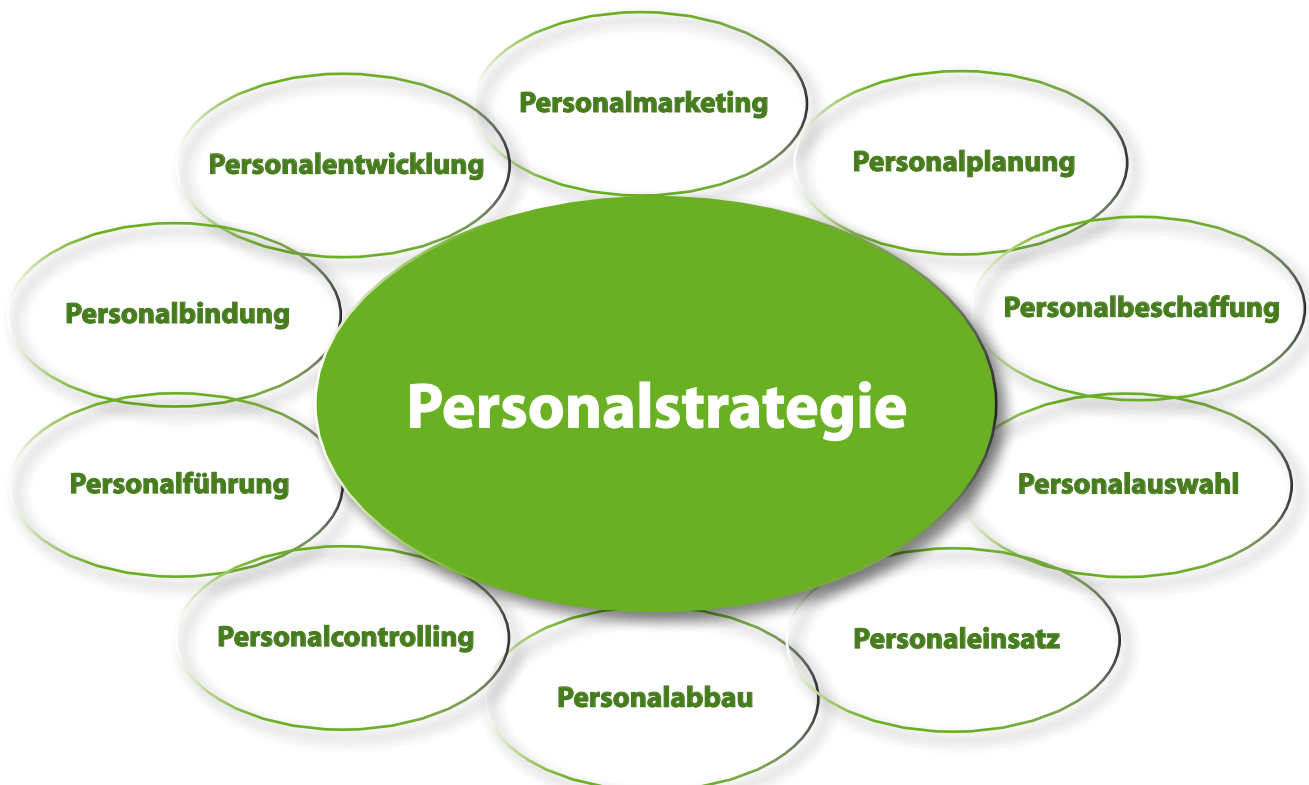 Personalmarketing
Personalentwicklung
Personalplanung
Personalbindung
Personalbeschaffung
Personalstrategie
Personalführung
Personalauswahl
Personalcontrolling
Personaleinsatz
Personalabbau